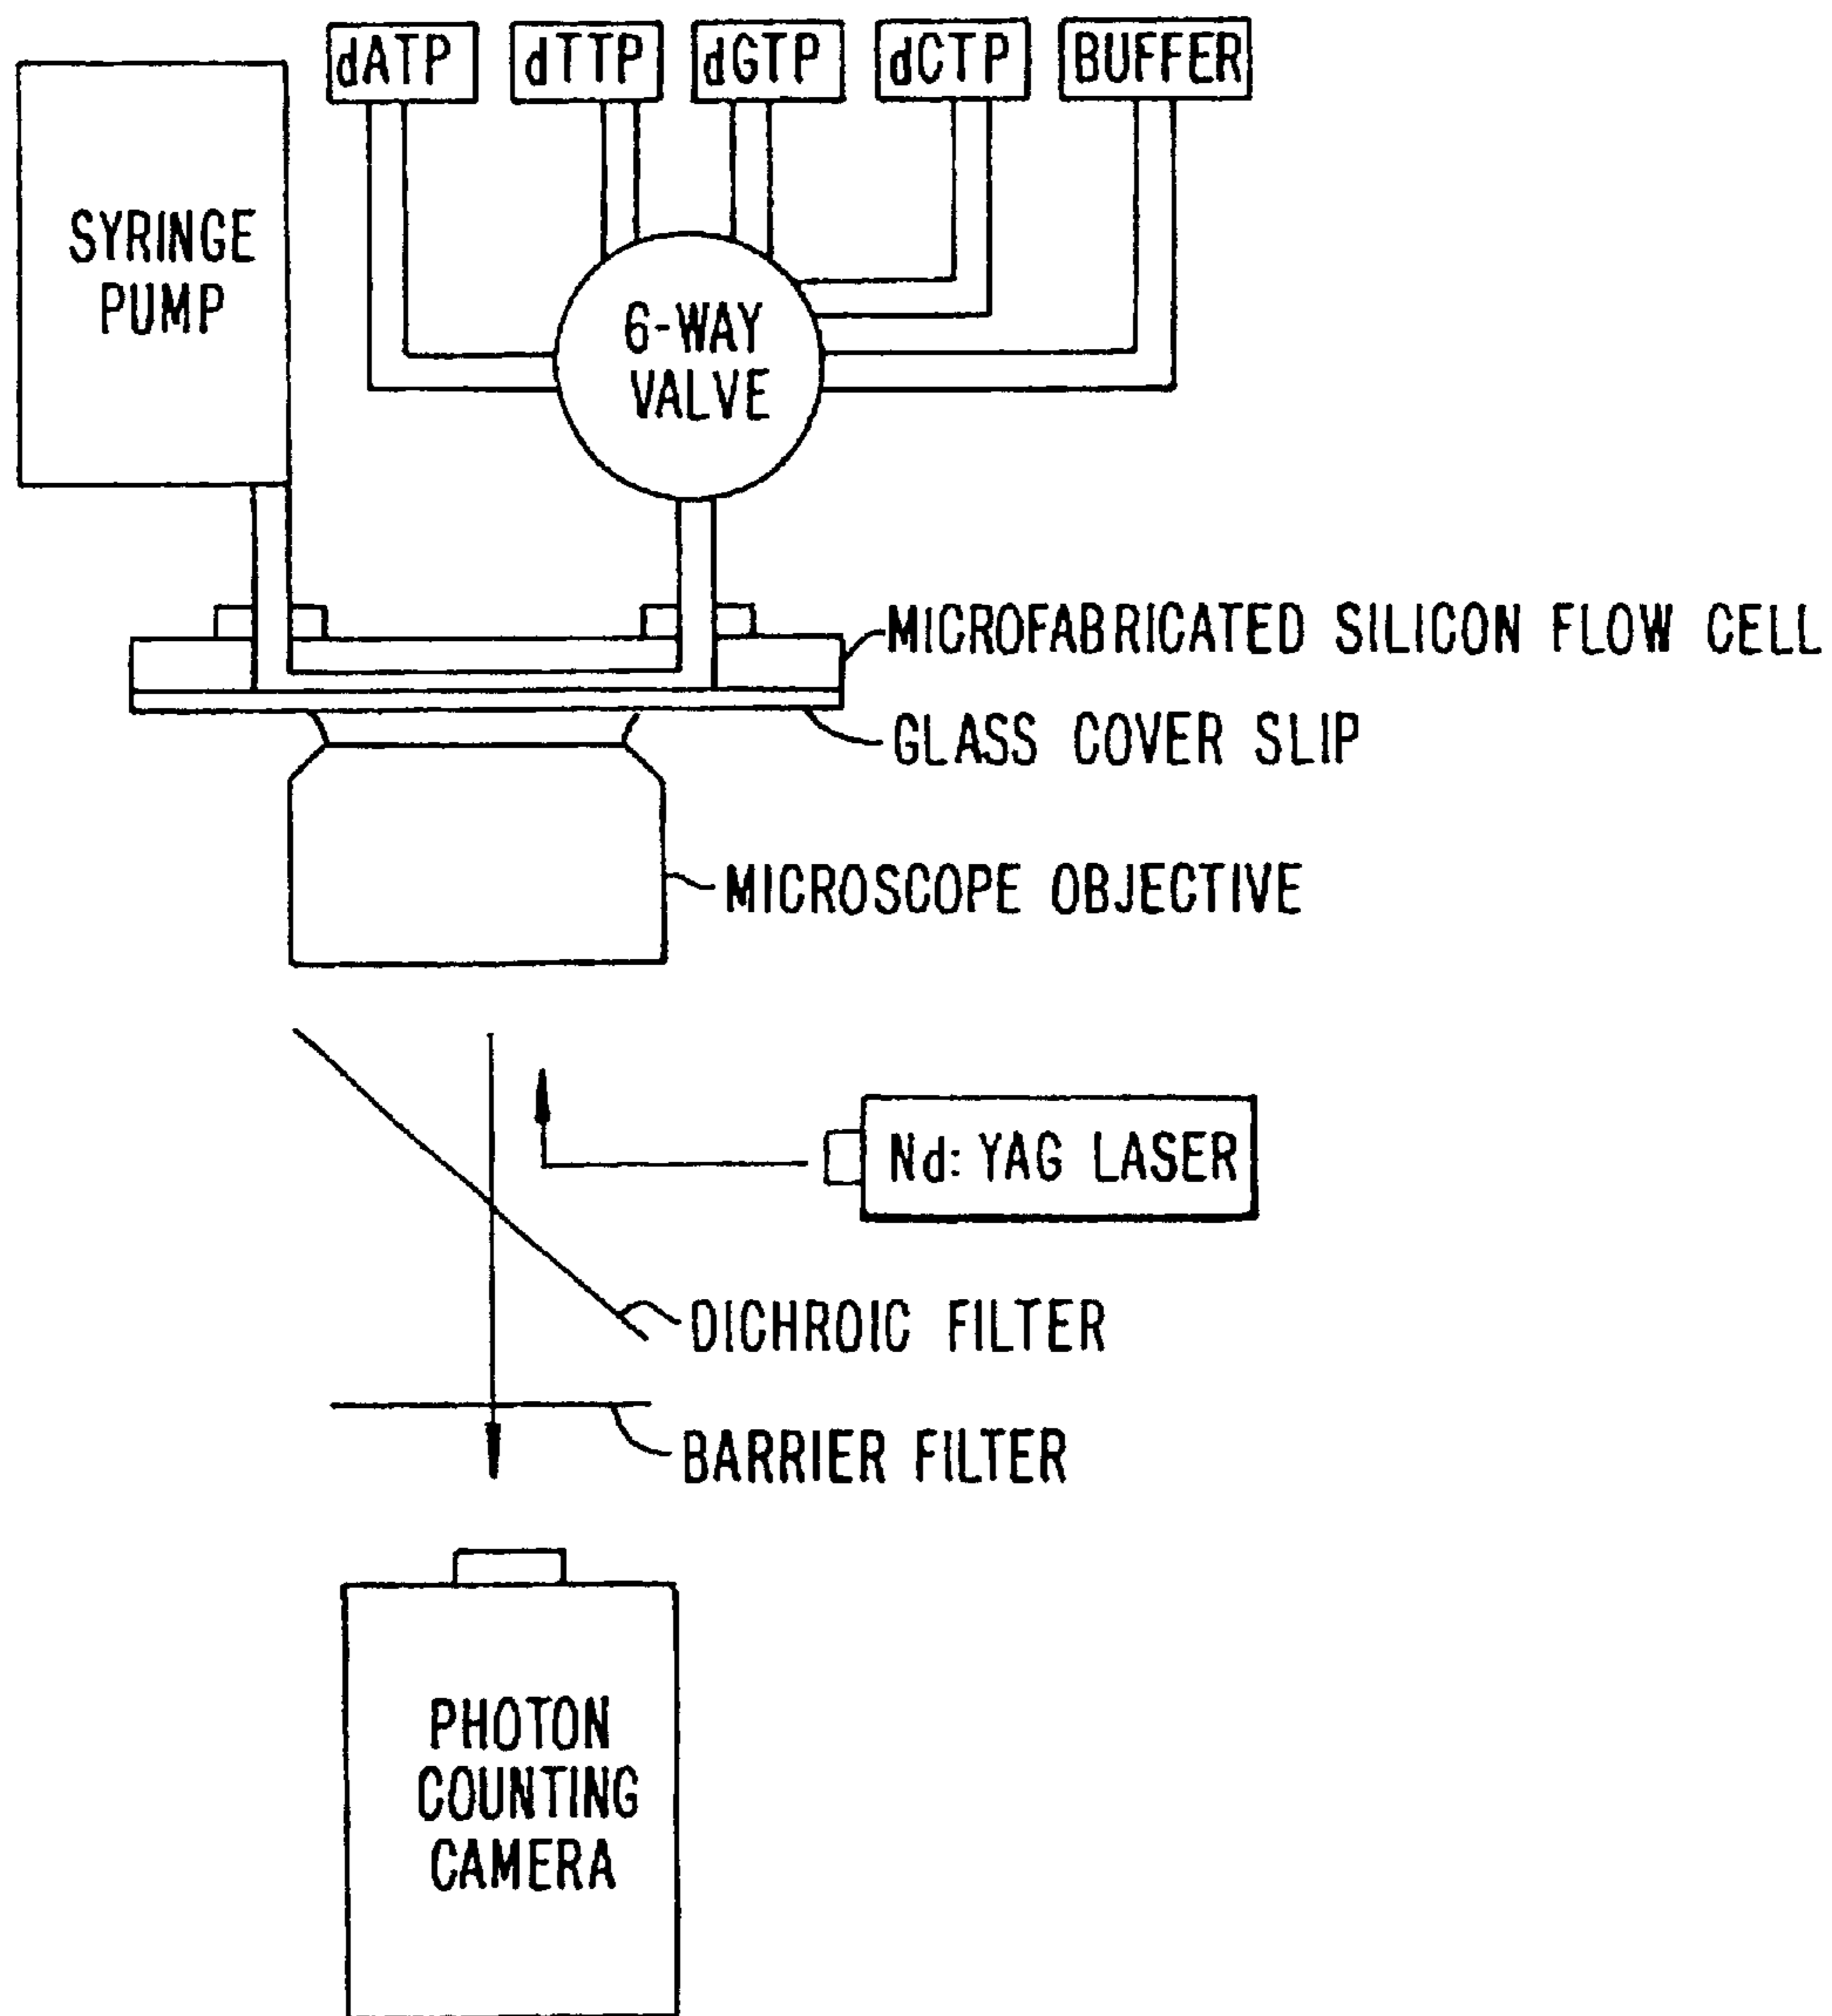 dATP
dTTP
dGTP
dCTP
BUFFER
SYRINGE
PUMP
6-WAY
VALVE
MICROFABRICATED SILICON FLOW CELL
GLASS COVER SLIP
MICROSCOPE OBJECTIVE
Nd: YAG LASER
DICHROIC FILTER
BARRIER FILTER
PHOTON
COUNTING
CAMERA